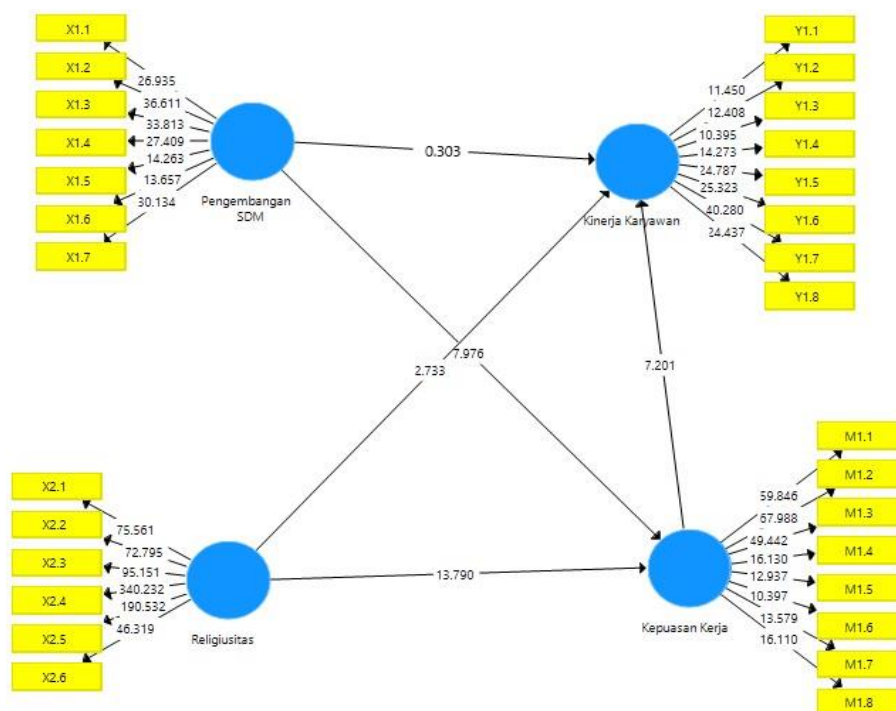 X1.1
X1.2
X1.3
X1.4
X1.5
X1.6
X1.7
26.935
36.611
33.813
27.409
14.263
13.657
30.134
Pengembangan
SDM
0.303
Y1.1
Y1.2
Y1.3
Y1.4
Y1.5
Y1.6
Y1.7
Y1.8
11.450
12.408
10.395
14.273
24.787
25.323
40.280
24.437
Kinerja Karyawan
7.976
2.733
7.201
X2.1
X2.2
X2.3
X2.4
X2.5
X2.6
75.561
72.795
95.151
340.232
190.532
46.319
Religiusitas
13.790
M1.1
M1.2
M1.3
M1.4
M1.5
M1.6
M1.7
M1.8
59.846
67.988
49.442
16.130
12.937
10.397
13.579
16.110
Kepuasan Kerja